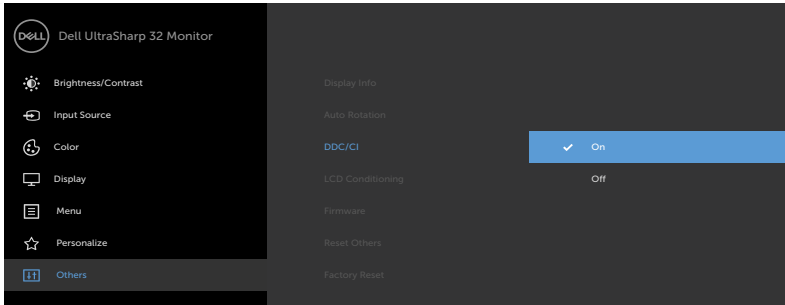 DELL Dell UltraSharp 32 Monitor
Brightness/Contrast
Display Info
Input Source
Auto Rotation
Color
DDC/CI
On
Display
LCD Conditioning
Off
Menu
Firmware
Personalize
Reset Others
Others
Factory Reset